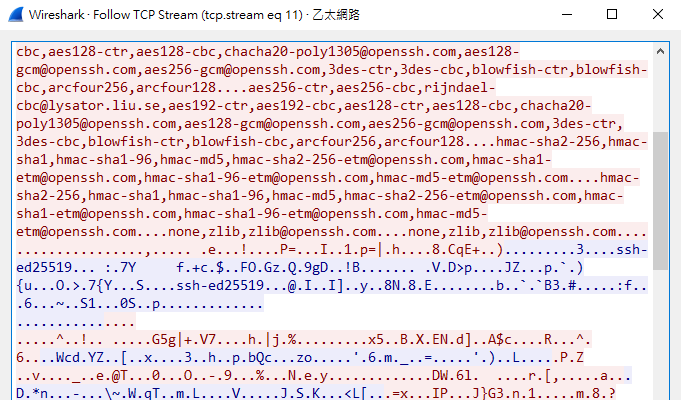 Wireshark · Follow TCP Stream (tcp.stream eq 11) · 乙太網路
cbc,aes128-ctr,aes128-cbc,chacha20-poly1305@openssh.com,aes128-
gcm@openssh.com,aes256-gcm@openssh.com,3des-ctr,3des-cbc,blowfish-ctr,blowfish-
cbc,arcfour256,arcfour128....aes256-ctr,aes256-cbc,rijndael-
cbc@lysator.liu.se,aes192-ctr,aes192-cbc,aes128-ctr,aes128-cbc,chacha20-
poly1305@openssh.com,aes128-gcm@openssh.com,aes256-gcm@openssh.com,3des-ctr,
3des-cbc,blowfish-ctr,blowfish-cbc,arcfour256,arcfour128....hmac-sha2-256,hmac-
sha1,hmac-sha1-96,hmac-md5,hmac-sha2-256-etm@openssh.com,hmac-sha1-
etm@openssh.com,hmac-sha1-96-etm@openssh.com,hmac-md5-etm@openssh.com....hmac-
sha2-256,hmac-sha1,hmac-sha1-96,hmac-md5,hmac-sha2-256-etm@openssh.com,hmac-
sha1-etm@openssh.com,hmac-sha1-96-etm@openssh.com,hmac-md5-
etm@openssh.com....none,zlib,zlib@openssh.com....none,zlib,zlib@openssh.com....
..................,...... .e...!....P=...I..1.p=|.h....8.CqE+..).........3....ssh-
ed25519... :.7Y     f.+c.$..FO.Gz.Q.9gD..!B....... .V.D>p....JZ...p.`.)
{u...O.>.7{Y...S....ssh-ed25519...@.I..I]..y..8N.8.E........b..`.`B3.#.....:f..
.6...~..S1...0S..p............
...............
.....^..!.. .....G5g|+.V7....h.|j.%.........x5..B.X.EN.d]..A$c....R...^.
6....Wcd.YZ..[..x....3..h..p.bQc...zo.....'.6.m._..=.....'.)..L.....P.Z
..v...._..e.@T...0...O..-.9...%...N.e.y............DW.6l.  ....r.[,.....a...
D.*n...-...\~.W.qT..m.L....V.....J.S.K...<L[...=x...IP...J}G3.n.1.....m.8.?